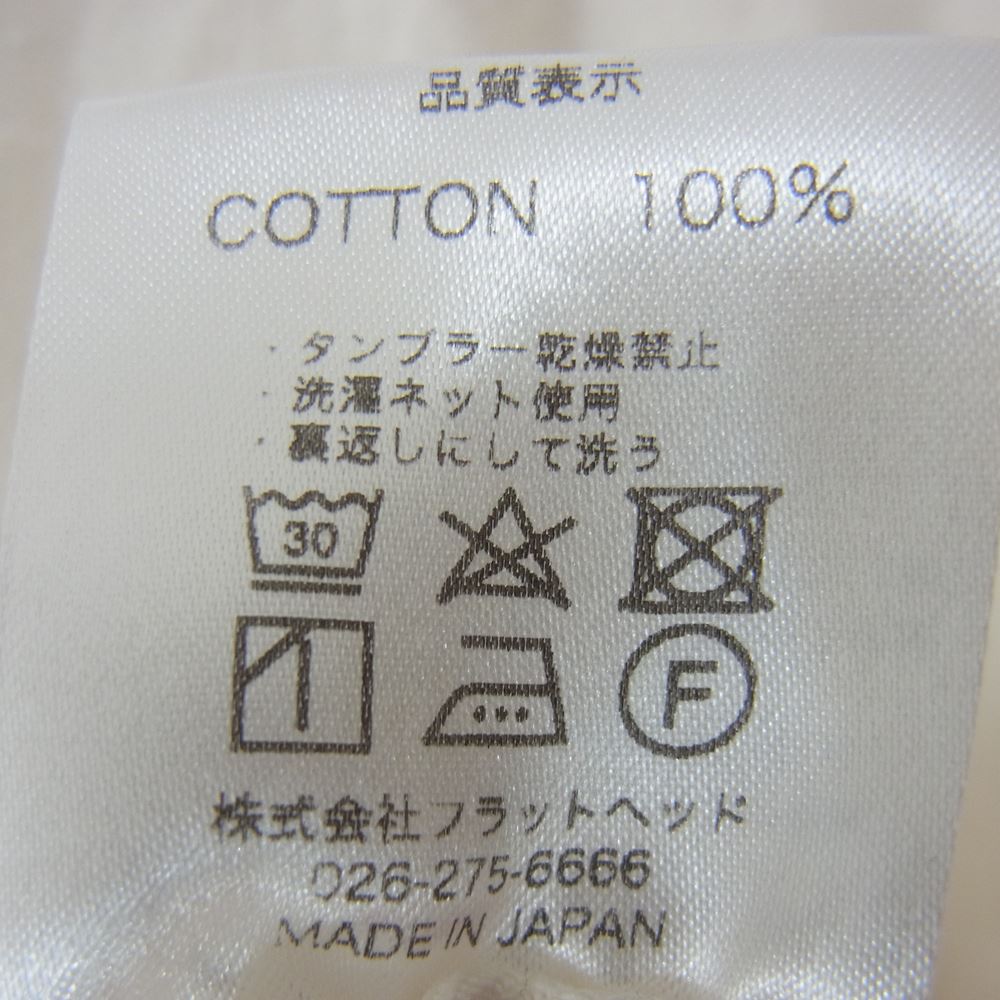 品質表示
COTTON 100%
・タンブラー乾燥禁止
・洗濯ネット使用
・裏返しにして洗う
30
F
株式会社フラットヘッド
026-275-6666
MADE IN JAPAN